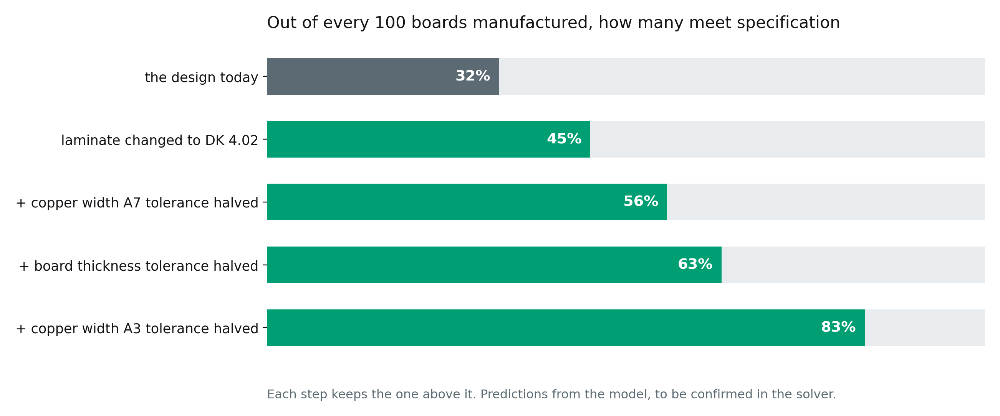 Out of every 100 boards manufactured, how many meet specification
the design today
32%
laminate changed to DK 4.02
45%
+ copper width A7 tolerance halved
56%
+ board thickness tolerance halved
63%
+ copper width A3 tolerance halved
83%
Each step keeps the one above it. Predictions from the model, to be confirmed in the solver.